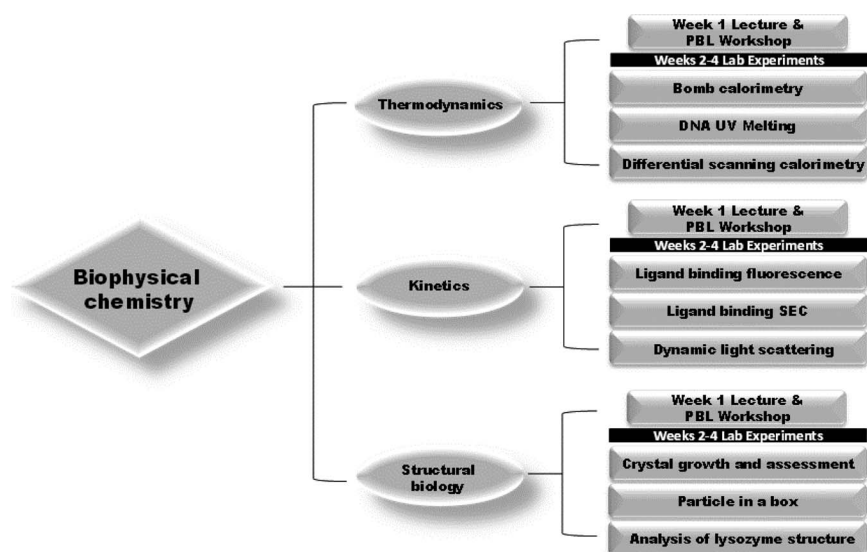 Biophysical
chemistry
Thermodynamics
Week 1 Lecture &
PBL Workshop
Weeks 2-4 Lab Experiments
Bomb calorimetry
DNA UV Melting
Differential scanning calorimetry
Kinetics
Week 1 Lecture &
PBL Workshop
Weeks 2-4 Lab Experiments
Ligand binding fluorescence
Ligand binding SEC
Dynamic light scattering
Structural
biology
Week 1 Lecture &
PBL Workshop
Weeks 2-4 Lab Experiments
Crystal growth and assessment
Particle in a box
Analysis of lysozyme structure